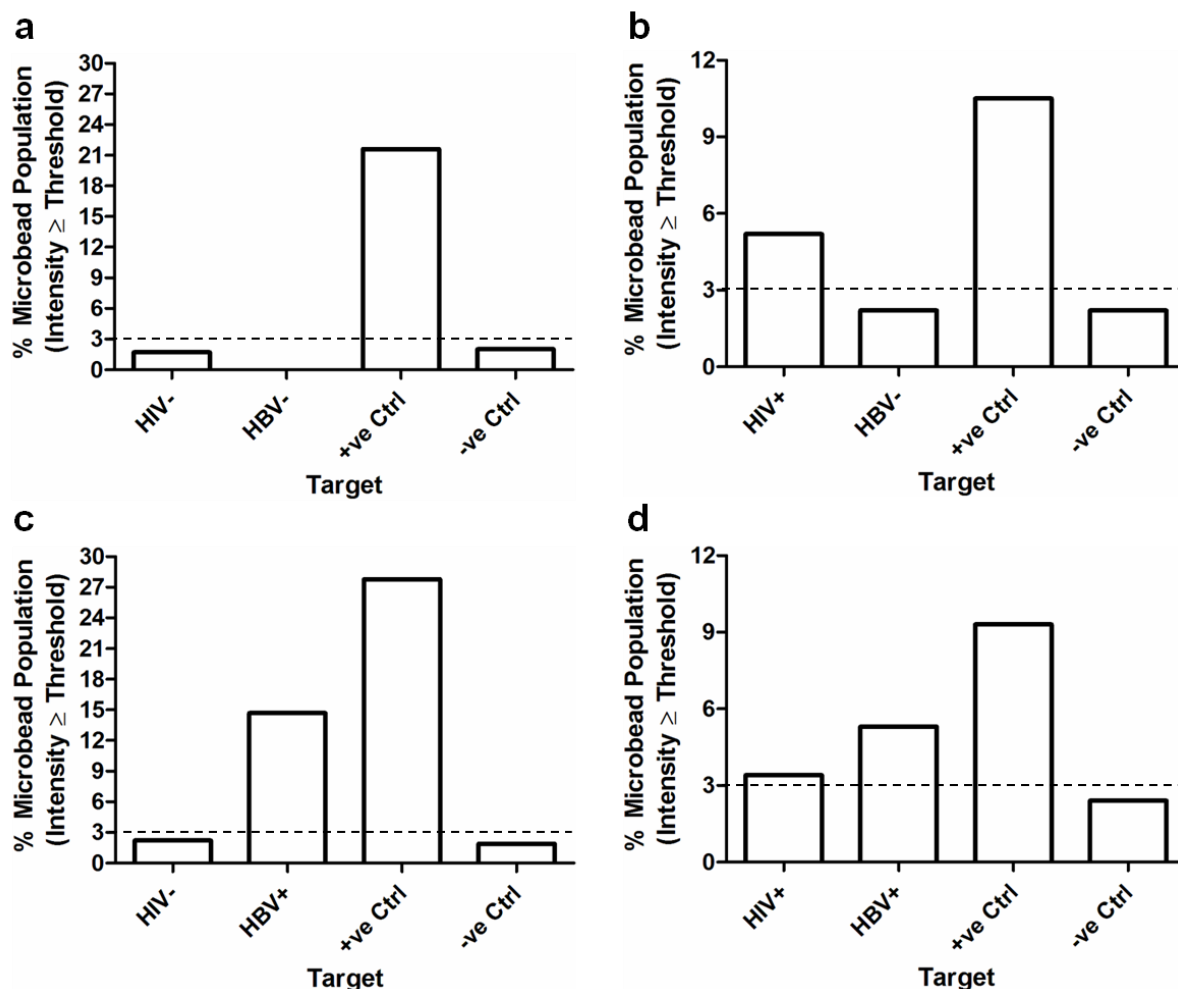 a
% Microbead Population
(Intensity ≥ Threshold)
30
27
24
21
18
15
12
9
6
3
0
HIV-
HBV-
+ve Ctrl
-ve Ctrl
Target
b
% Microbead Population
(Intensity ≥ Threshold)
12
9
6
3
0
HIV+
HBV-
+ve Ctrl
-ve Ctrl
Target
c
% Microbead Population
(Intensity ≥ Threshold)
30
27
24
21
18
15
12
9
6
3
0
HIV-
HBV+
+ve Ctrl
-ve Ctrl
Target
d
% Microbead Population
(Intensity ≥ Threshold)
12
9
6
3
0
HIV+
HBV+
+ve Ctrl
-ve Ctrl
Target